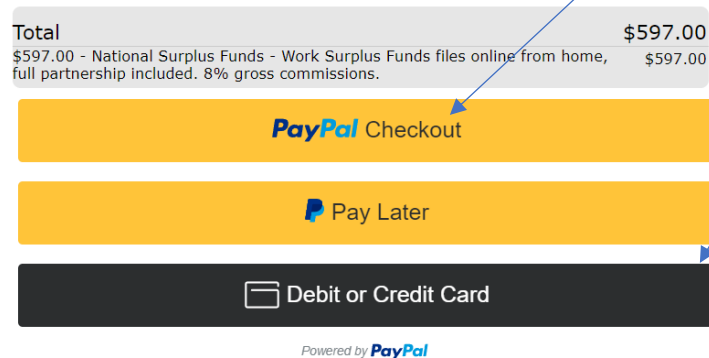 Total $597.00
$597.00 - National Surplus Funds - Work Surplus Funds files online from home, $597.00
full partnership included. 8% gross commissions.
PayPal Checkout
Pay Later
Debit or Credit Card
Powered by PayPal